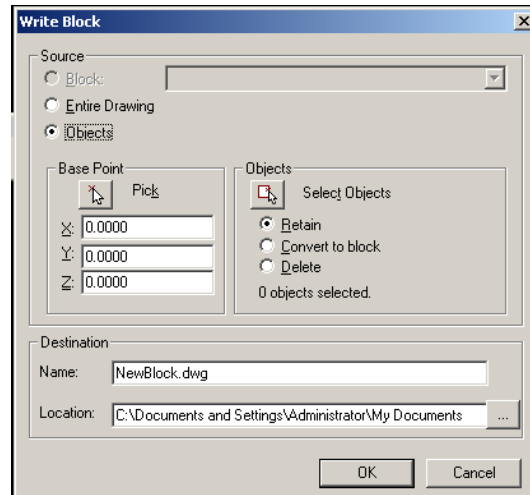 Write Block
Source
Block:
Entire Drawing
Objects
Base Point
Pick
X: 0.0000
Y: 0.0000
Z: 0.0000
Objects
Select Objects
Retain
Convert to block
Delete
0 objects selected.
Destination
Name: NewBlock.dwg
Location: C:\Documents and Settings\Administrator\My Documents ...
OK Cancel